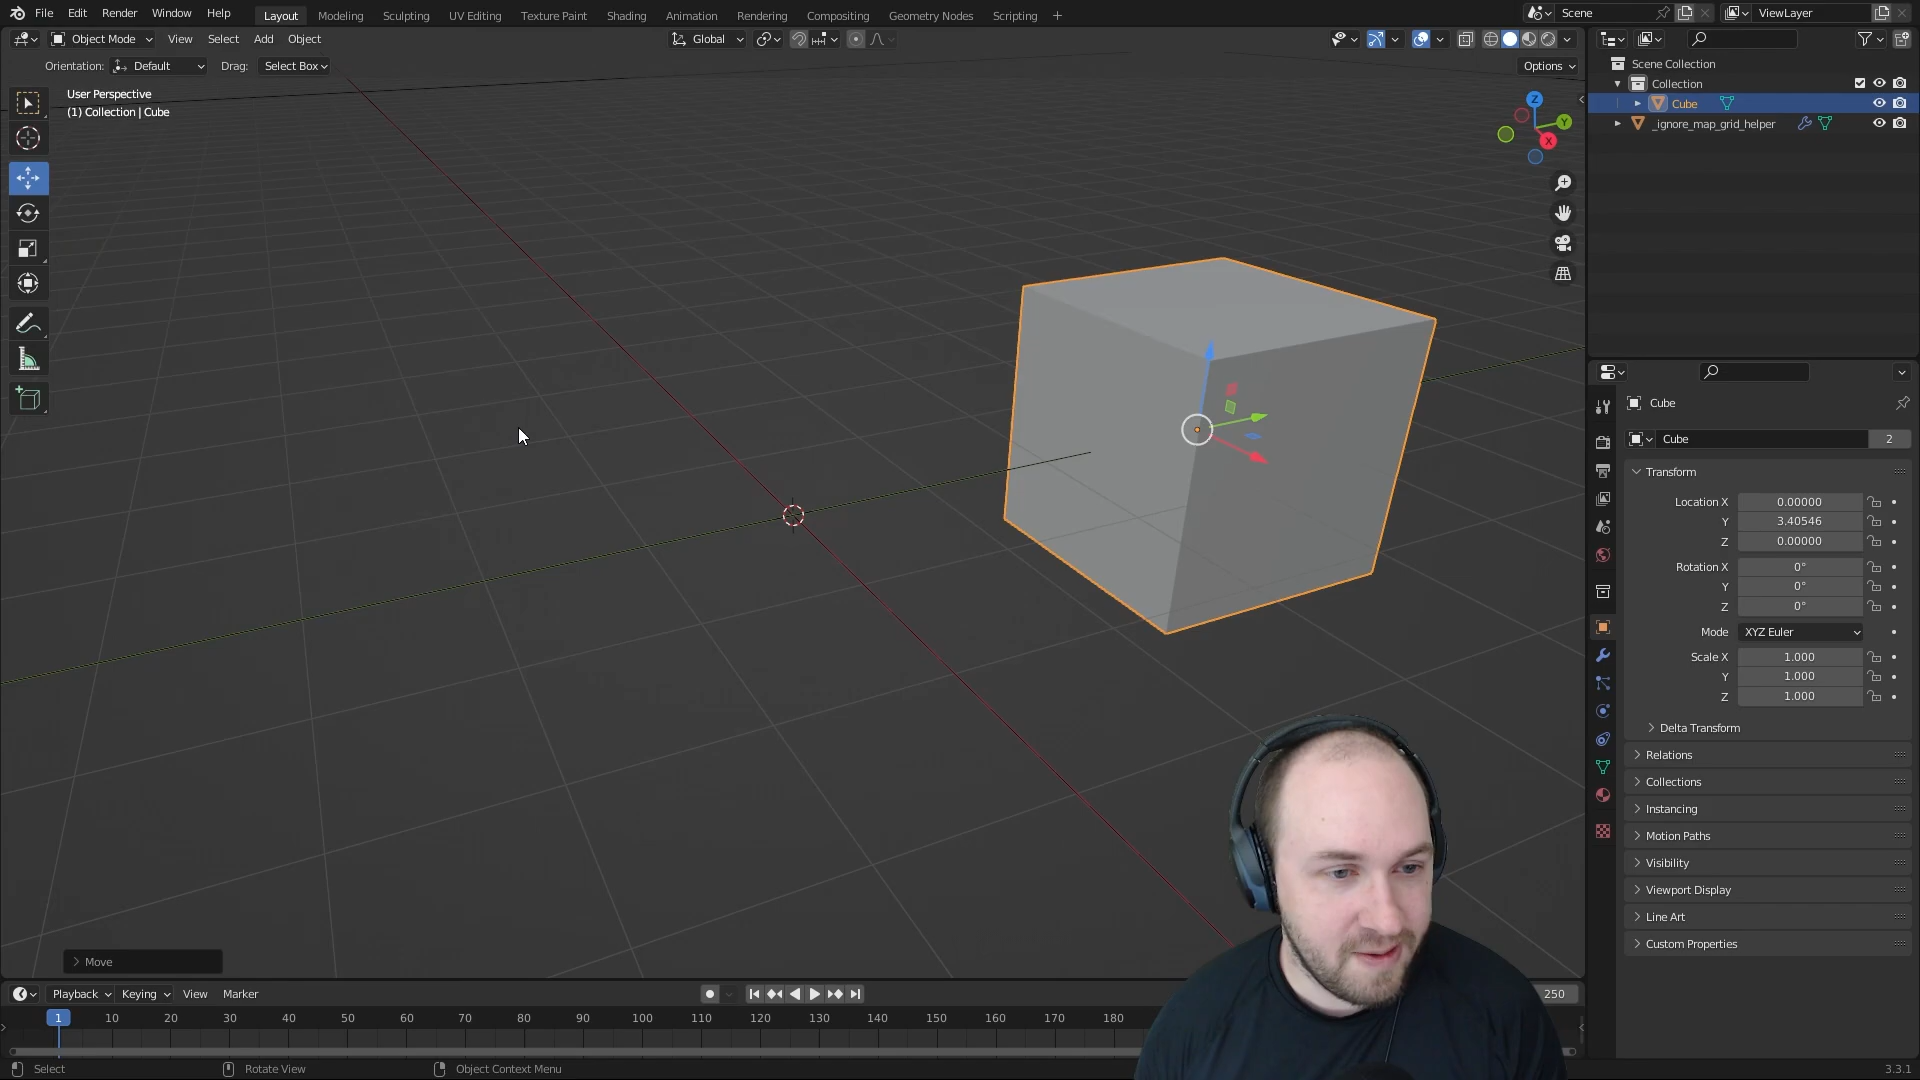 File Edit Render Window Help Layout Modeling Sculpting UV Editing Texture Paint Shading Animation Rendering Compositing Geometry Nodes Scripting Scene ViewLayer
Object Mode View Select Add Object Global
Orientation: Default Drag: Select Box Options
User Perspective
(1) Collection | Cube
Z
Y
X
Scene Collection
Collection
Cube
_ignore_map_grid_helper
Cube
Cube 2
Transform
Location X 0.00000
Y 3.40546
Z 0.00000
Rotation X 0°
Y 0°
Z 0°
Mode XYZ Euler
Scale X 1.000
Y 1.000
Z 1.000
Delta Transform
Relations
Collections
Instancing
Motion Paths
Visibility
Viewport Display
Line Art
Custom Properties
Move
Playback Keying View Marker 250
1 10 20 30 40 50 60 70 80 90 100 110 120 130 140 150 160 170 180
Select Rotate View Object Context Menu 3.3.1